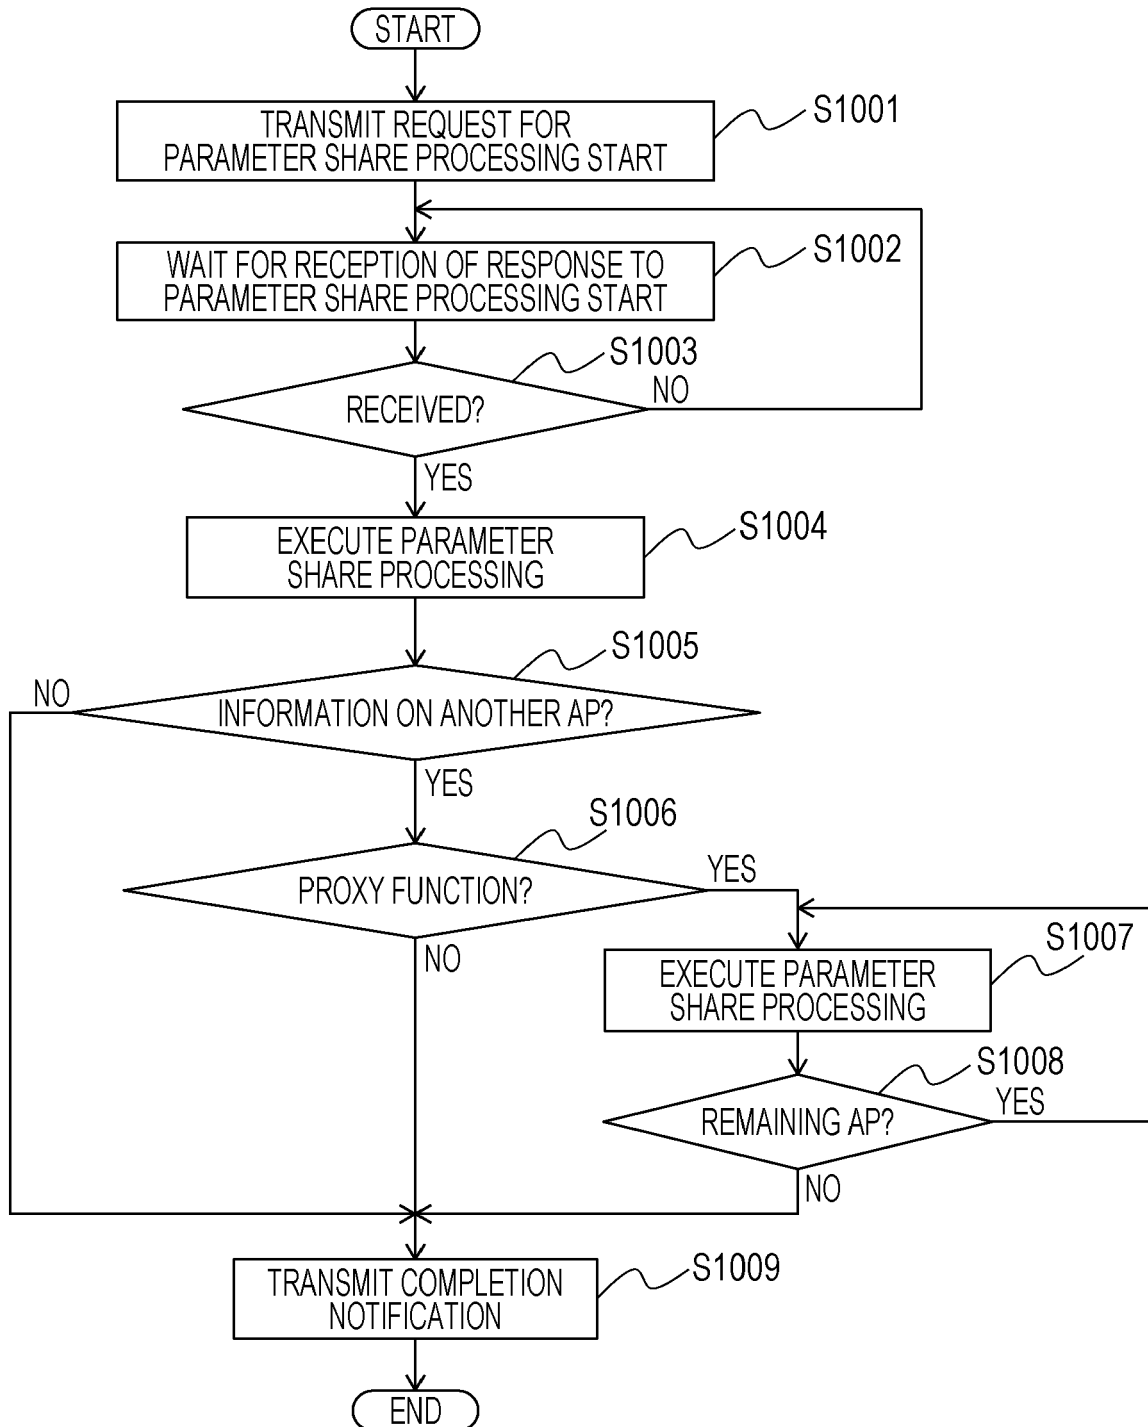 START
TRANSMIT REQUEST FOR
PARAMETER SHARE PROCESSING START
S1001
WAIT FOR RECEPTION OF RESPONSE TO
PARAMETER SHARE PROCESSING START
S1002
S1003
RECEIVED?
NO
YES
EXECUTE PARAMETER
SHARE PROCESSING
S1004
S1005
NO
INFORMATION ON ANOTHER AP?
YES
S1006
PROXY FUNCTION?
YES
NO
S1007
EXECUTE PARAMETER
SHARE PROCESSING
S1008
REMAINING AP?
YES
NO
S1009
TRANSMIT COMPLETION
NOTIFICATION
END